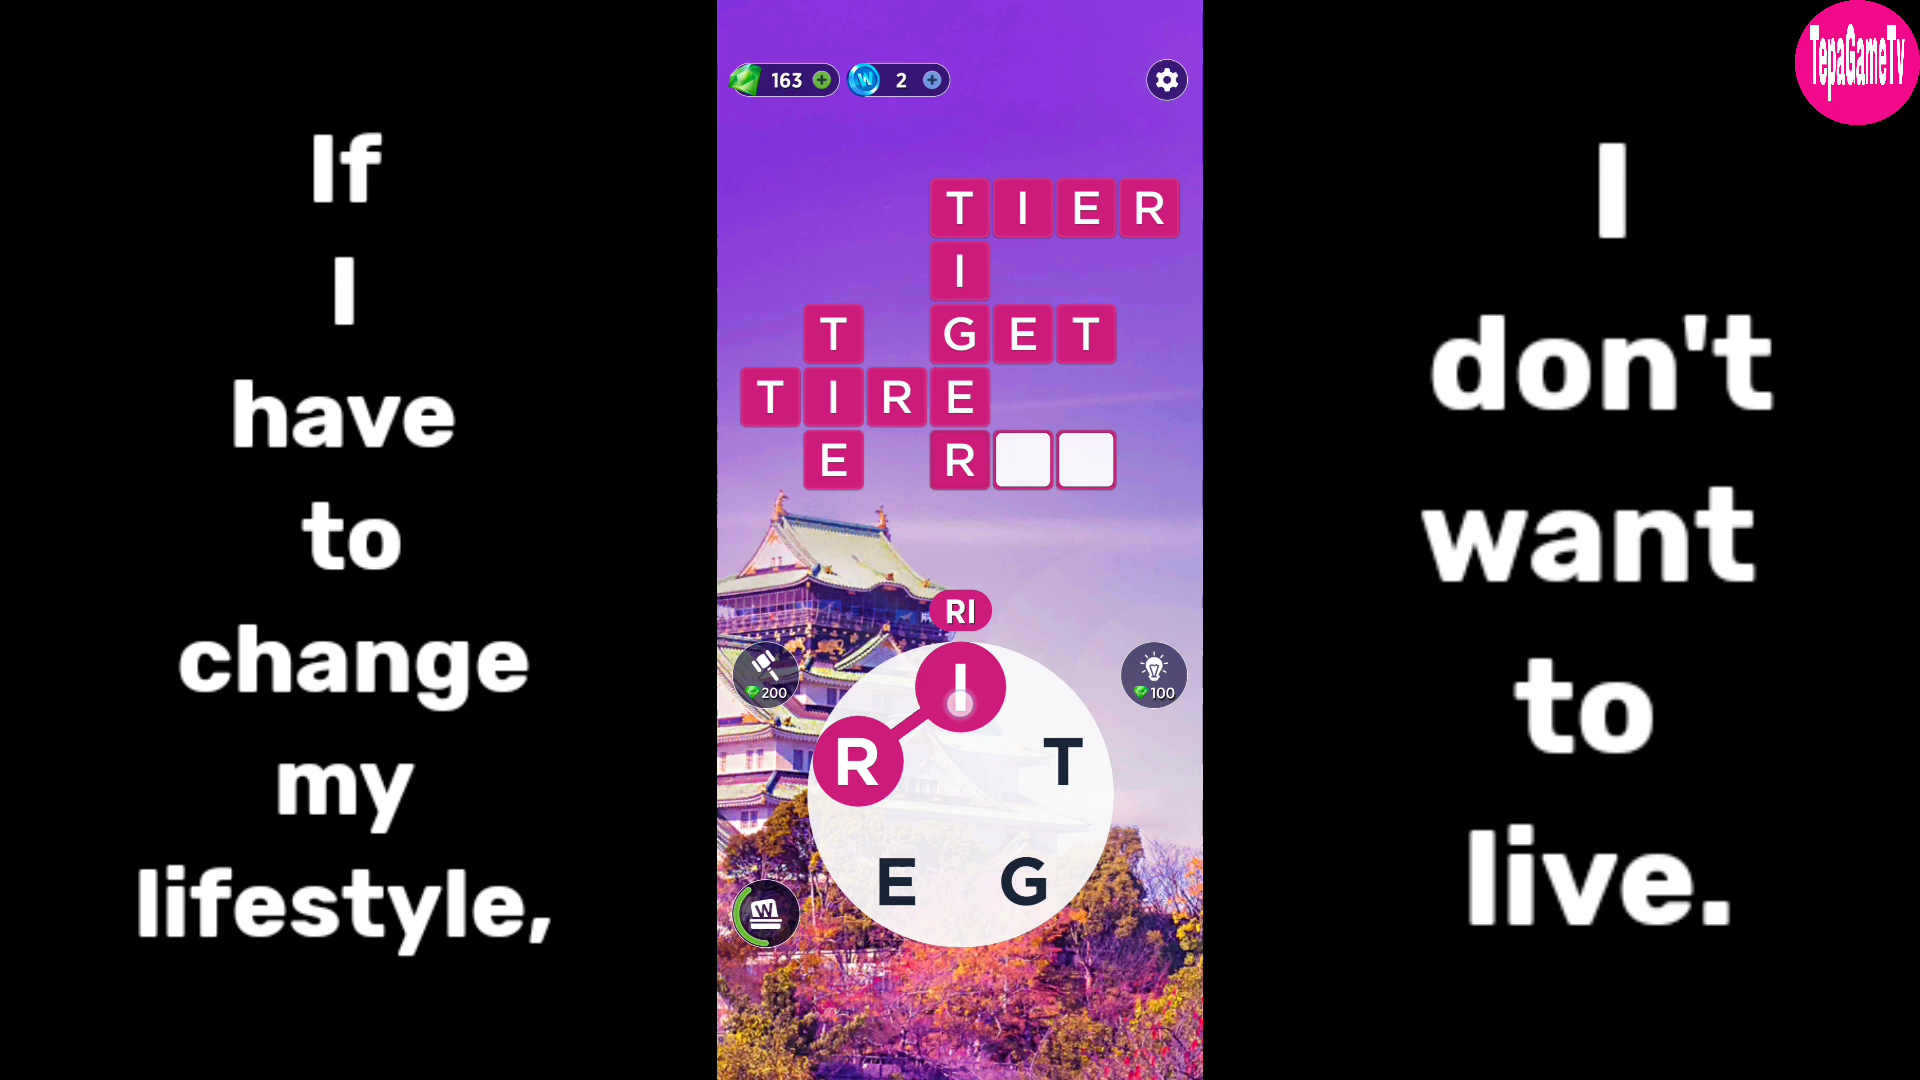 If
I
have
to
change
my
lifestyle,
163
2
T I E R
I
T G E T
T I R E
E R
RI
200
100
I
R T
E G
W
I
don't
want
to
live.
TepaGameTv